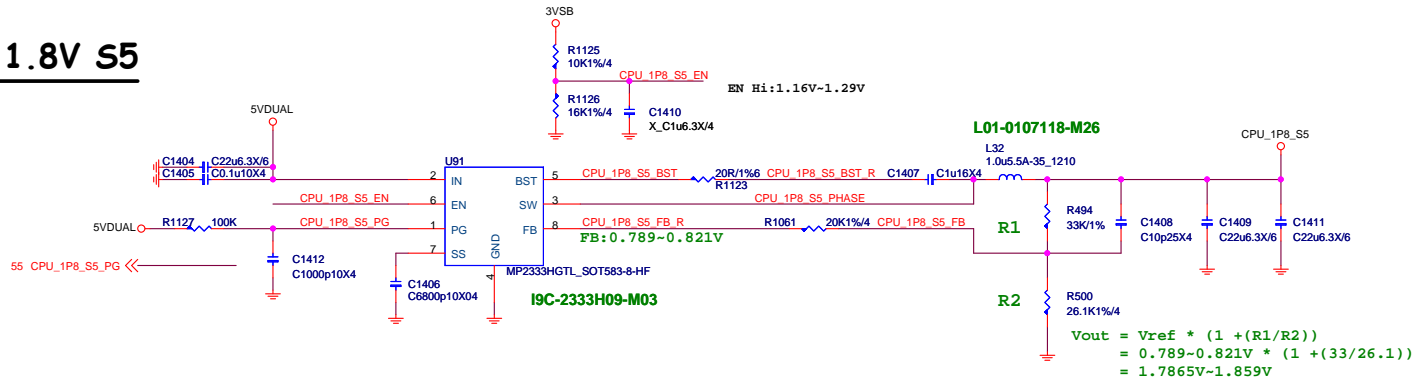 1.8V S5
3VSB
R1125
10K1%/4
CPU_1P8_S5_EN
EN Hi:1.16V~1.29V
R1126
16K1%/4
C1410
X_C1u6.3X/4
5VDUAL
L01-0107118-M26
CPU_1P8_S5
L32
1.0u5.5A-35_1210
C1404 C22u6.3X/6
C1405 C0.1u10X4
U91
2 IN BST 5 CPU_1P8_S5_BST 20R/1%6 CPU_1P8_S5_BST_R C1407 C1u16X4
R1123
CPU_1P8_S5_EN 6 EN SW 3 CPU_1P8_S5_PHASE
5VDUAL R1127 100K CPU_1P8_S5_PG 1 PG FB 8 CPU_1P8_S5_FB_R R1061 20K1%/4 CPU_1P8_S5_FB
FB:0.789~0.821V
R1
R494
33K/1%
C1408
C10p25X4
C1409
C22u6.3X/6
C1411
C22u6.3X/6
7 SS GND
4
MP2333HGTL_SOT583-8-HF
55 CPU_1P8_S5_PG
C1412
C1000p10X4
C1406
C6800p10X04
I9C-2333H09-M03
R2
R500
26.1K1%/4
Vout = Vref * (1 +(R1/R2))
= 0.789~0.821V * (1 +(33/26.1))
= 1.7865V~1.859V